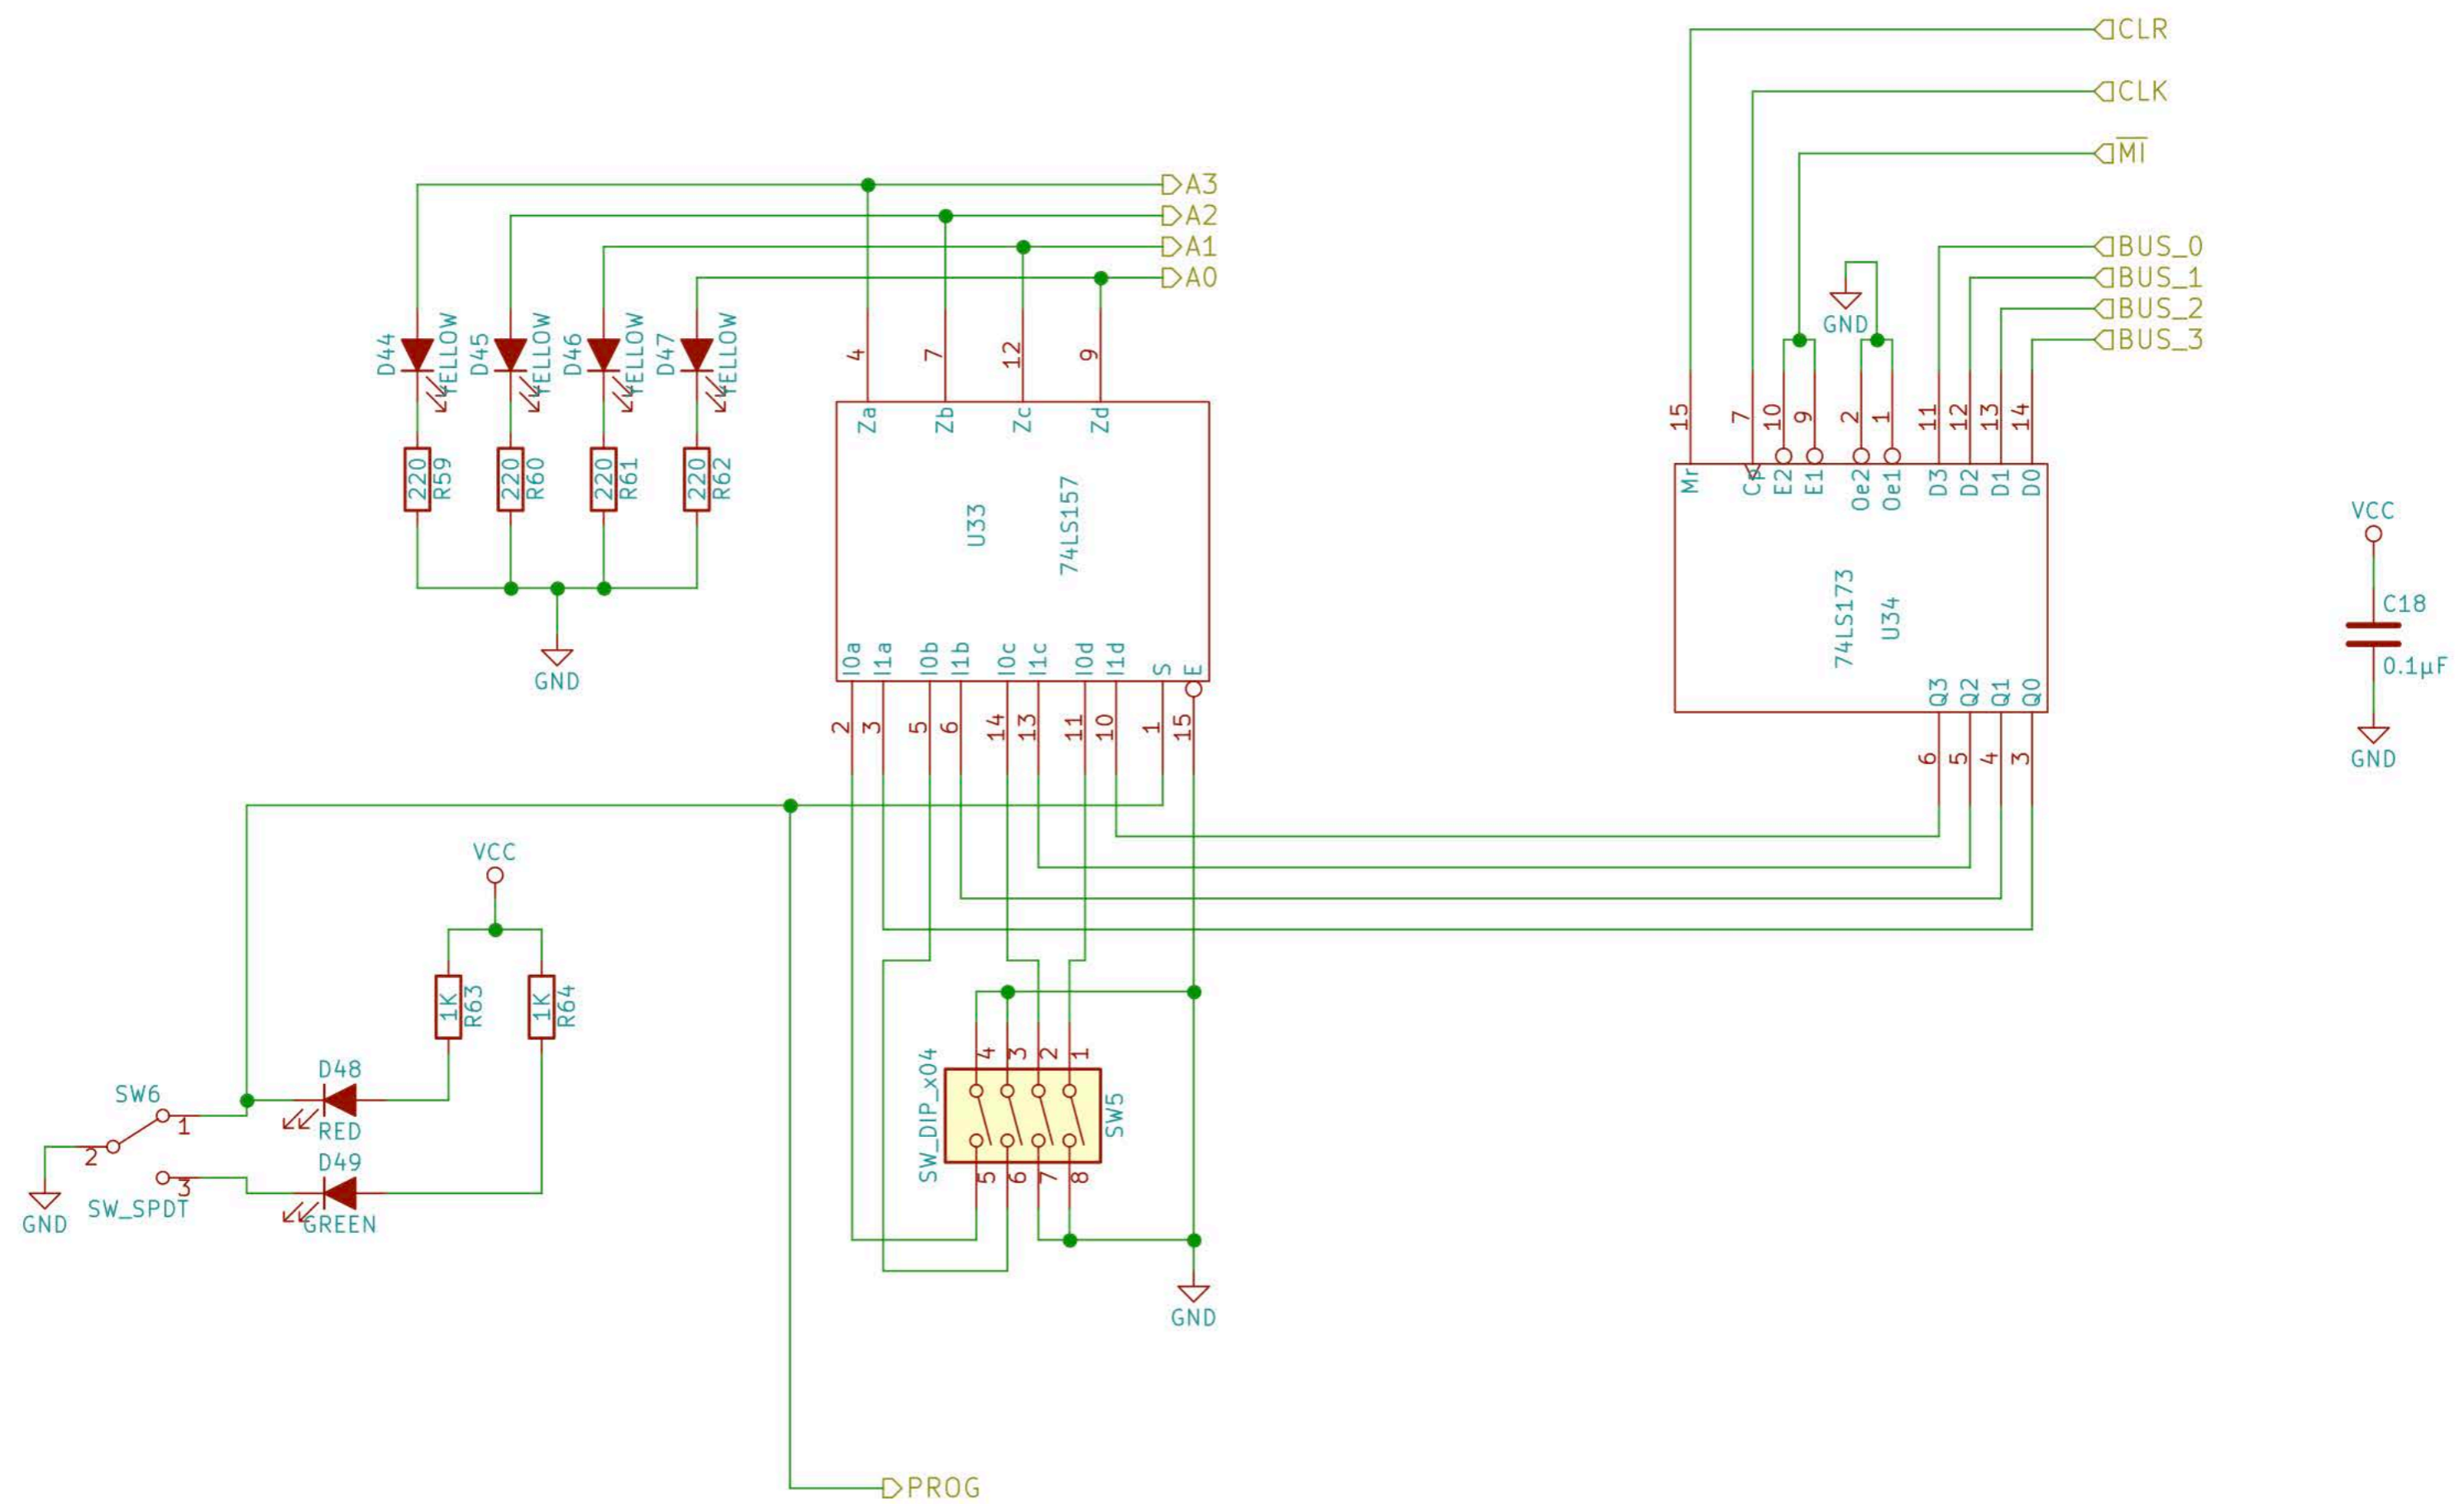 CLR
CLK
MI
A3
A2
A1
A0
BUS_0
BUS_1
BUS_2
BUS_3
GND
D44
YELLOW
D45
YELLOW
D46
YELLOW
D47
YELLOW
4
7
12
9
15
7
10
9
2
1
11
12
13
14
Za
Zb
Zc
Zd
220
R59
220
R60
220
R61
220
R62
Mr
Cp
E2
E1
Oe2
Oe1
D3
D2
D1
D0
U33
74LS157
74LS173
U34
VCC
C18
0.1µF
GND
GND
I0a
I1a
I0b
I1b
I0c
I1c
I0d
I1d
S
E
Q3
Q2
Q1
Q0
2
3
5
6
14
13
11
10
1
15
6
5
4
3
VCC
1K
R63
1K
R64
SW_DIP_x04
4
3
2
1
SW5
5
6
7
8
D48
RED
SW6
1
2
3
SW_SPDT
D49
GREEN
GND
GND
PROG